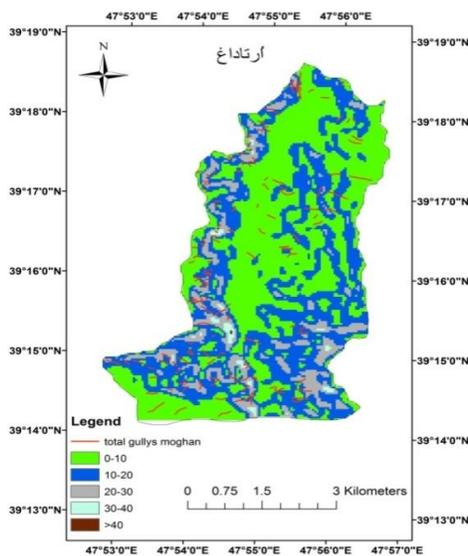 47°54'0"E 47°55'0"E 47°56'0"E
39°19'0"N 39°19'0"N
N
أرتاداغ
39°18'0"N 39°18'0"N
39°17'0"N 39°17'0"N
39°16'0"N 39°16'0"N
39°15'0"N 39°15'0"N
39°14'0"N 39°14'0"N
39°13'0"N 39°13'0"N
Legend
total gullys moghan
0-10
10-20
20-30
30-40
>40
0 0.75 1.5 3 Kilometers
47°53'0"E 47°54'0"E 47°55'0"E 47°56'0"E 47°57'0"E